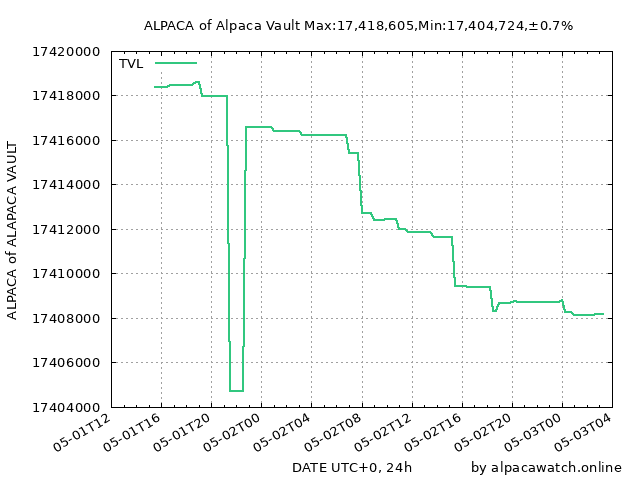 ALPACA of Alpaca Vault Max:17,418,605,Min:17,404,724,±0.7%
17420000
TVL
17418000
17416000
17414000
17412000
17410000
17408000
17406000
17404000
ALPACA of ALAPACA VAULT
05-01T12
05-01T16
05-01T20
05-02T00
05-02T04
05-02T08
05-02T12
05-02T16
05-02T20
05-03T00
05-03T04
DATE UTC+0, 24h
by alpacawatch.online